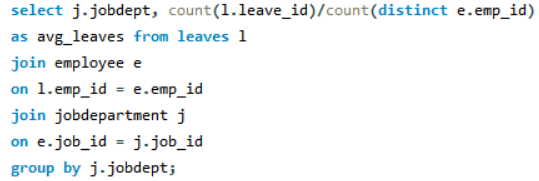 select j.jobdept, count(l.leave_id)/count(distinct e.emp_id)
as avg_leaves from leaves l
join employee e
on l.emp_id = e.emp_id
join jobdepartment j
on e.job_id = j.job_id
group by j.jobdept;